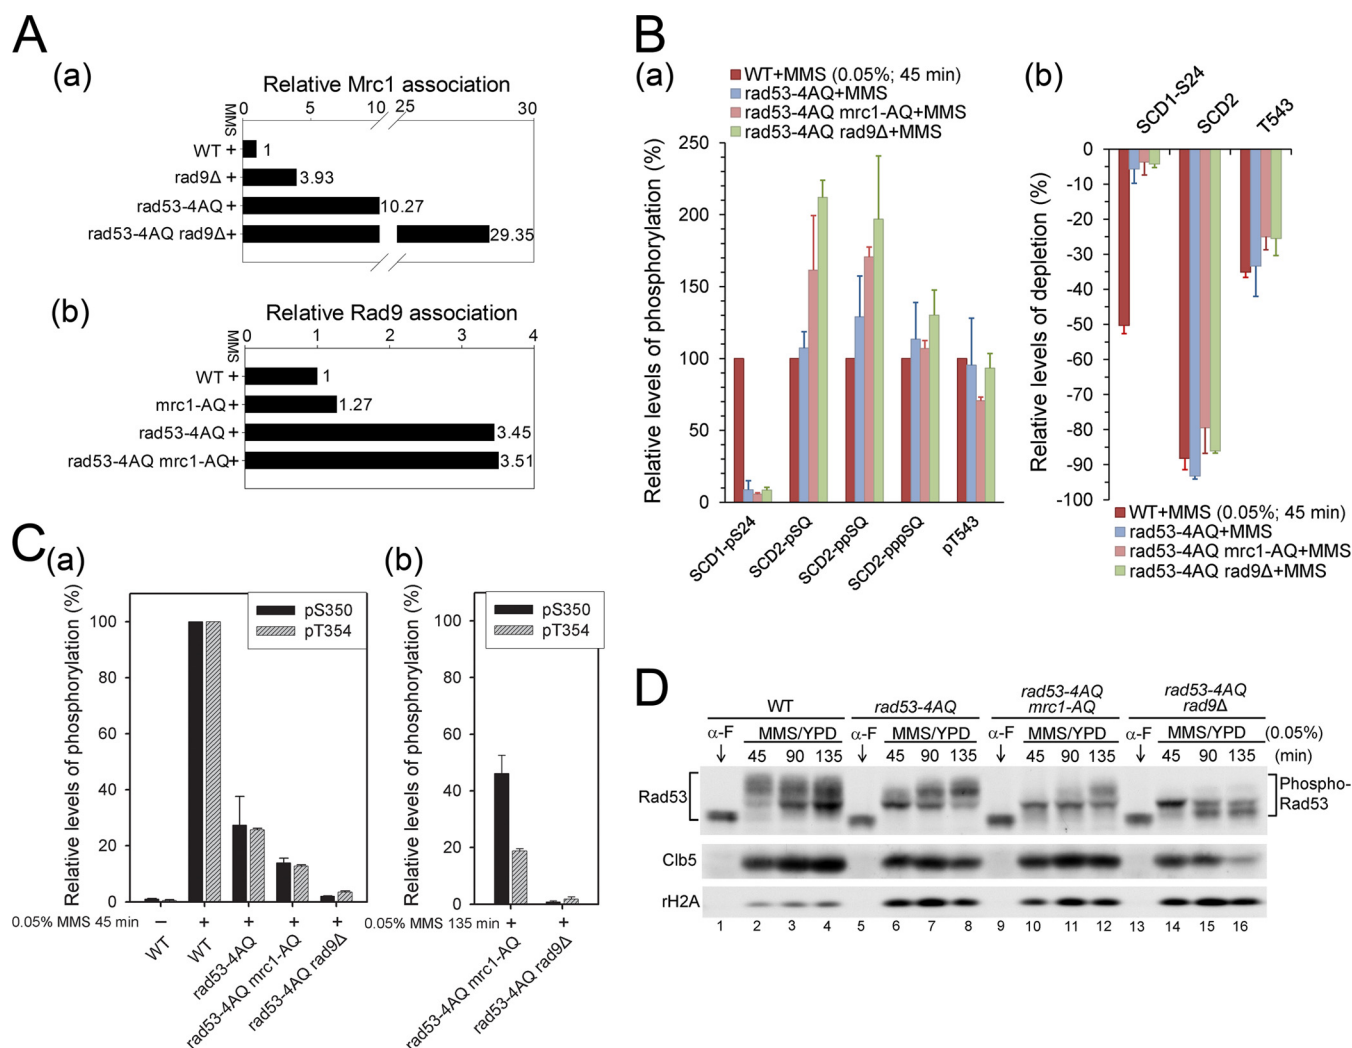 A
(a)
Relative Mrc1 association
MMS
0 5 10 25 30
WT + 1
rad9Δ + 3.93
rad53-4AQ + 10.27
rad53-4AQ rad9Δ+ 29.35
(b)
Relative Rad9 association
MMS
0 1 2 3 4
WT + 1
mrc1-AQ+ 1.27
rad53-4AQ + 3.45
rad53-4AQ mrc1-AQ+ 3.51
B
(a)
WT+MMS (0.05%; 45 min)
rad53-4AQ+MMS
rad53-4AQ mrc1-AQ+MMS
rad53-4AQ rad9Δ+MMS
Relative levels of phosphorylation (%)
250
200
150
100
50
0
SCD1-pS24
SCD2-pSQ
SCD2-ppSQ
SCD2-pppSQ
pT543
(b)
SCD1-S24
SCD2
T543
Relative levels of depletion (%)
0
-10
-20
-30
-40
-50
-60
-70
-80
-90
-100
WT+MMS (0.05%; 45 min)
rad53-4AQ+MMS
rad53-4AQ mrc1-AQ+MMS
rad53-4AQ rad9Δ+MMS
C
(a)
Relative levels of phosphorylation (%)
pS350
pT354
100
80
60
40
20
0
0.05% MMS 45 min − + + + +
WT
WT
rad53-4AQ
rad53-4AQ mrc1-AQ
rad53-4AQ rad9Δ
(b)
Relative levels of phosphorylation (%)
pS350
pT354
100
80
60
40
20
0
0.05% MMS 135 min + +
rad53-4AQ mrc1-AQ
rad53-4AQ rad9Δ
D
WT rad53-4AQ rad53-4AQ mrc1-AQ rad53-4AQ rad9Δ
α-F MMS/YPD α-F MMS/YPD α-F MMS/YPD α-F MMS/YPD (0.05%)
↓ 45 90 135 ↓ 45 90 135 ↓ 45 90 135 ↓ 45 90 135 (min)
Rad53
Phospho-
Rad53
Clb5
rH2A
1 2 3 4 5 6 7 8 9 10 11 12 13 14 15 16